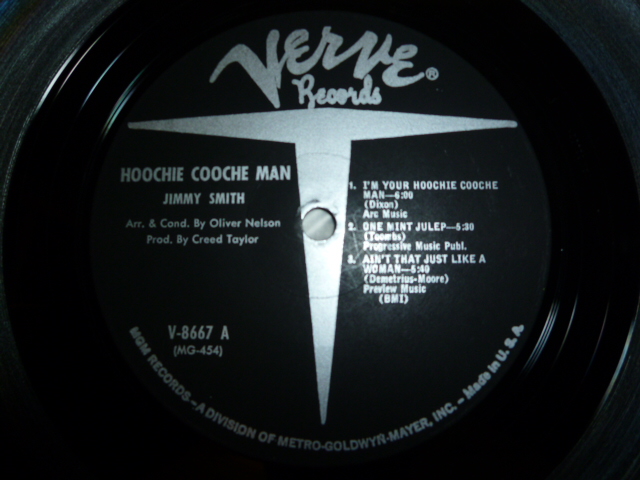 VERVE®
Records
HOOCHIE COOCHE MAN
JIMMY SMITH
Arr. & Cond. By Oliver Nelson
Prod. By Creed Taylor
V-8667 A
(MG-454)
1. I'M YOUR HOOCHIE COOCHE
MAN—6:00
(Dixon)
Arc Music
2. ONE MINT JULEP—5:30
(Toombs)
Progressive Music Publ.
3. AIN'T THAT JUST LIKE A
WOMAN—5:40
(Demetrius-Moore)
Preview Music
(BMI)
MGM RECORDS—A DIVISION OF METRO-GOLDWYR-MAYER, INC. – Made in U. S. A.